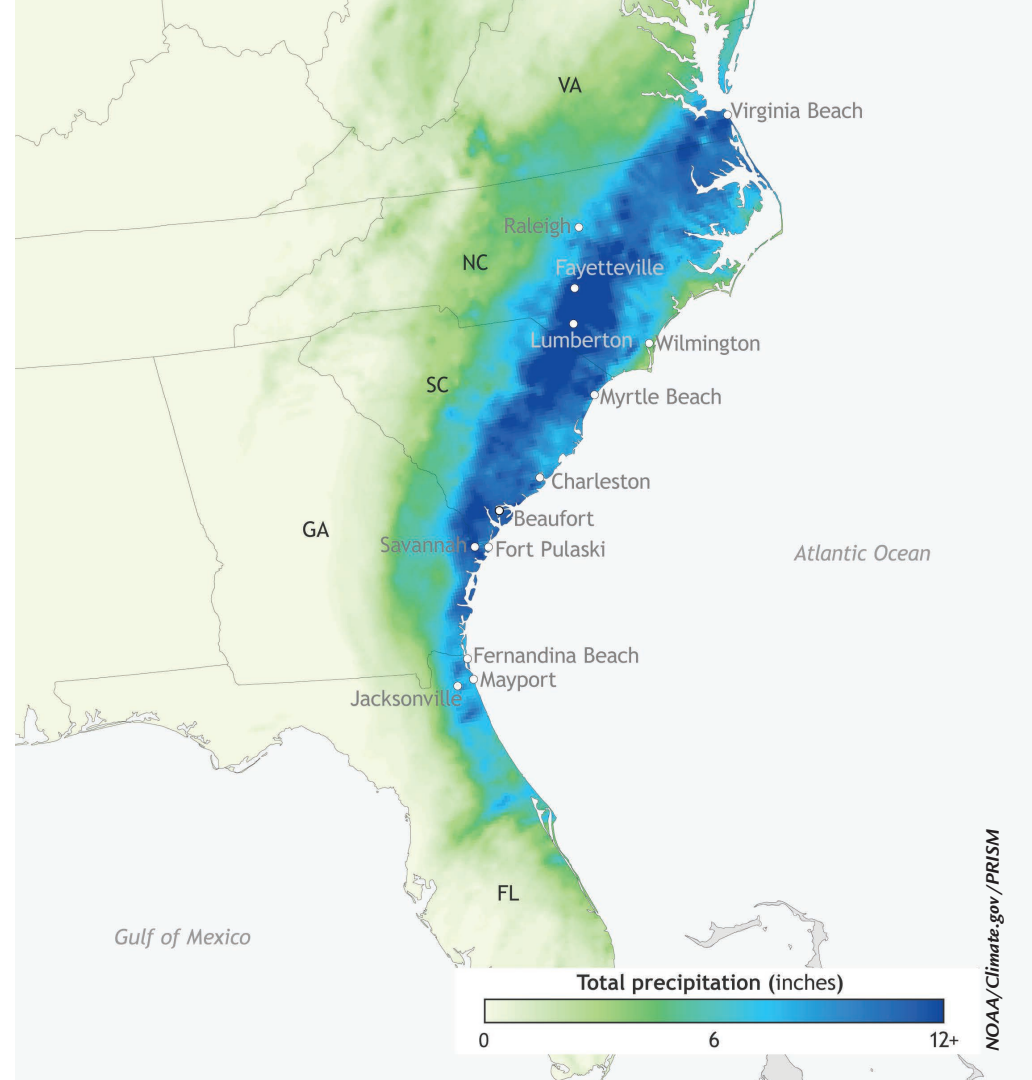 VA
Virginia Beach
Raleigh
NC
Fayetteville
Lumberton
Wilmington
SC
Myrtle Beach
Charleston
Beaufort
GA
Savannah
Fort Pulaski
Atlantic Ocean
Fernandina Beach
Mayport
Jacksonville
FL
Gulf of Mexico
NOAA/Climate.gov/PRISM
Total precipitation (inches)
0 6 12+